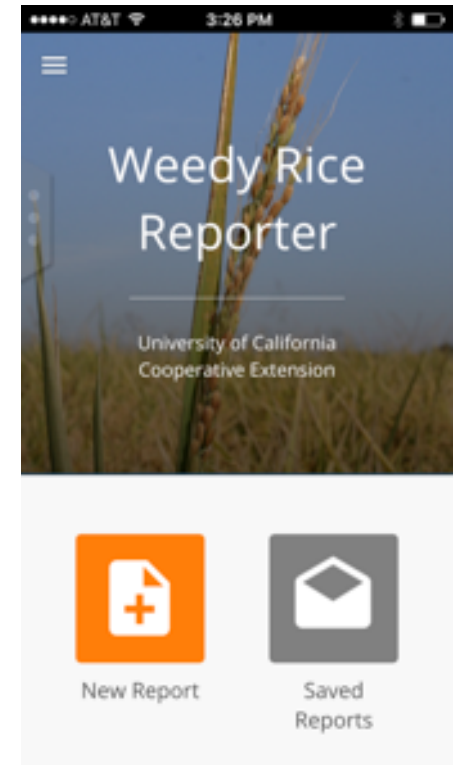 AT&T 3:26 PM
Weedy Rice
Reporter
University of California
Cooperative Extension
New Report
Saved
Reports